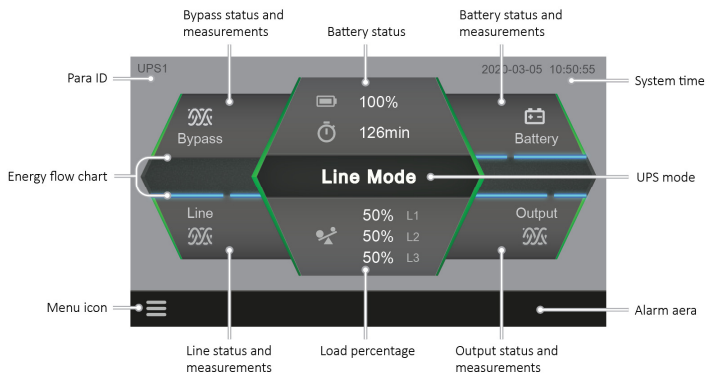 Bypass status and
measurements
Battery status
Battery status and
measurements
Para ID
UPS1
2020-03-05 10:50:55
System time
100%
126min
Bypass
Battery
Energy flow chart
Line Mode
UPS mode
Line
50% L1
50% L2
50% L3
Output
Menu icon
Alarm aera
Line status and
measurements
Load percentage
Output status and
measurements